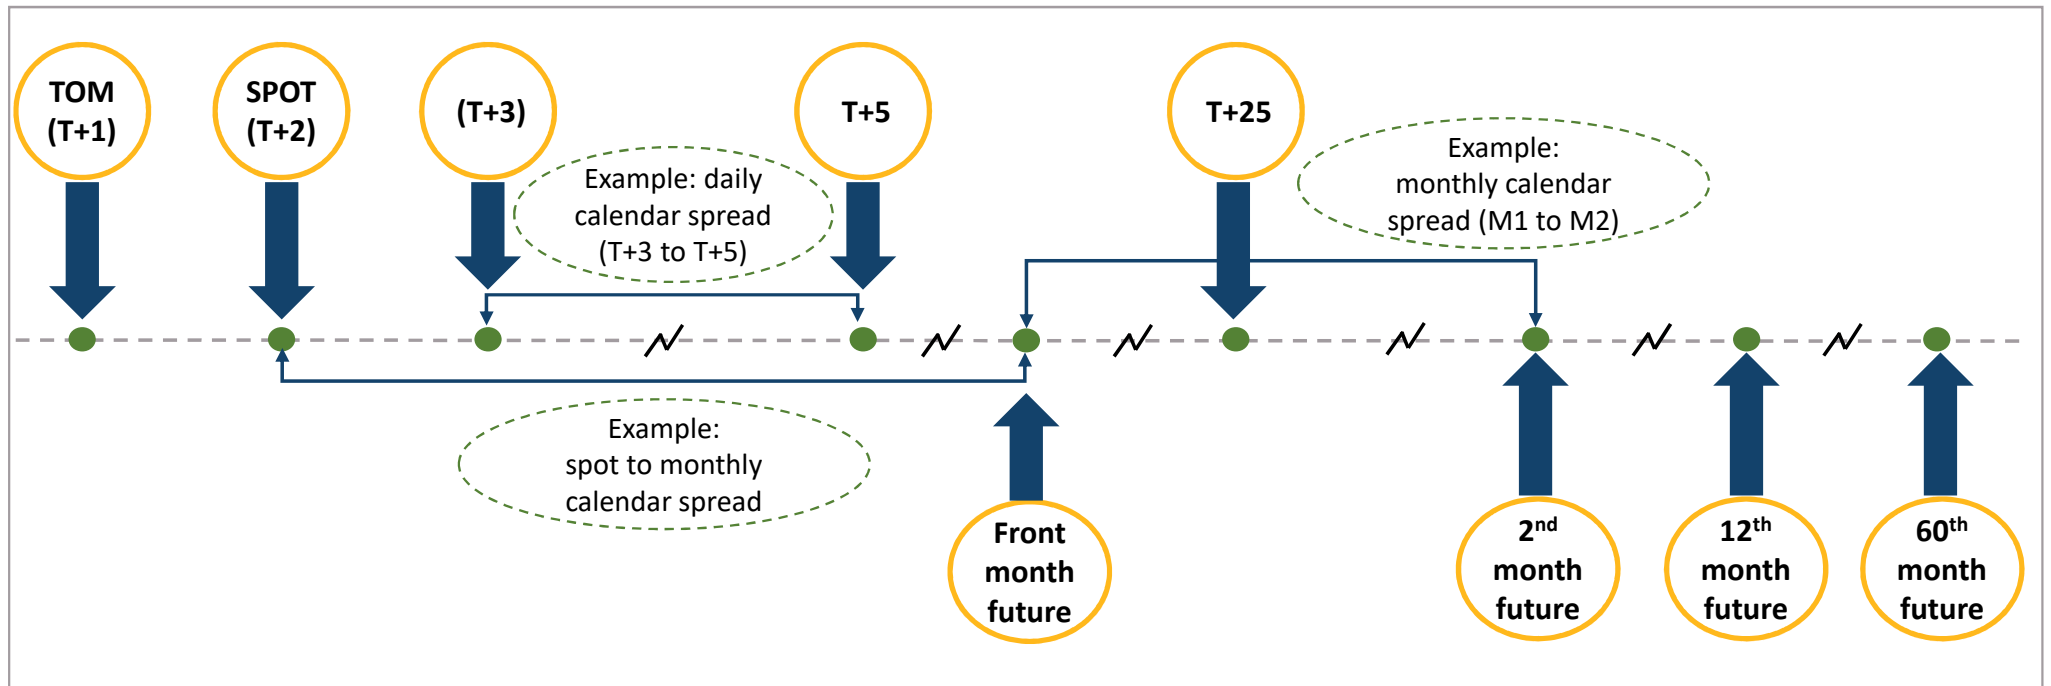 TOM
(T+1)
SPOT
(T+2)
(T+3)
T+5
T+25
Example: daily
calendar spread
(T+3 to T+5)
Example:
monthly calendar
spread (M1 to M2)
Example:
spot to monthly
calendar spread
Front
month
future
2nd
month
future
12th
month
future
60th
month
future